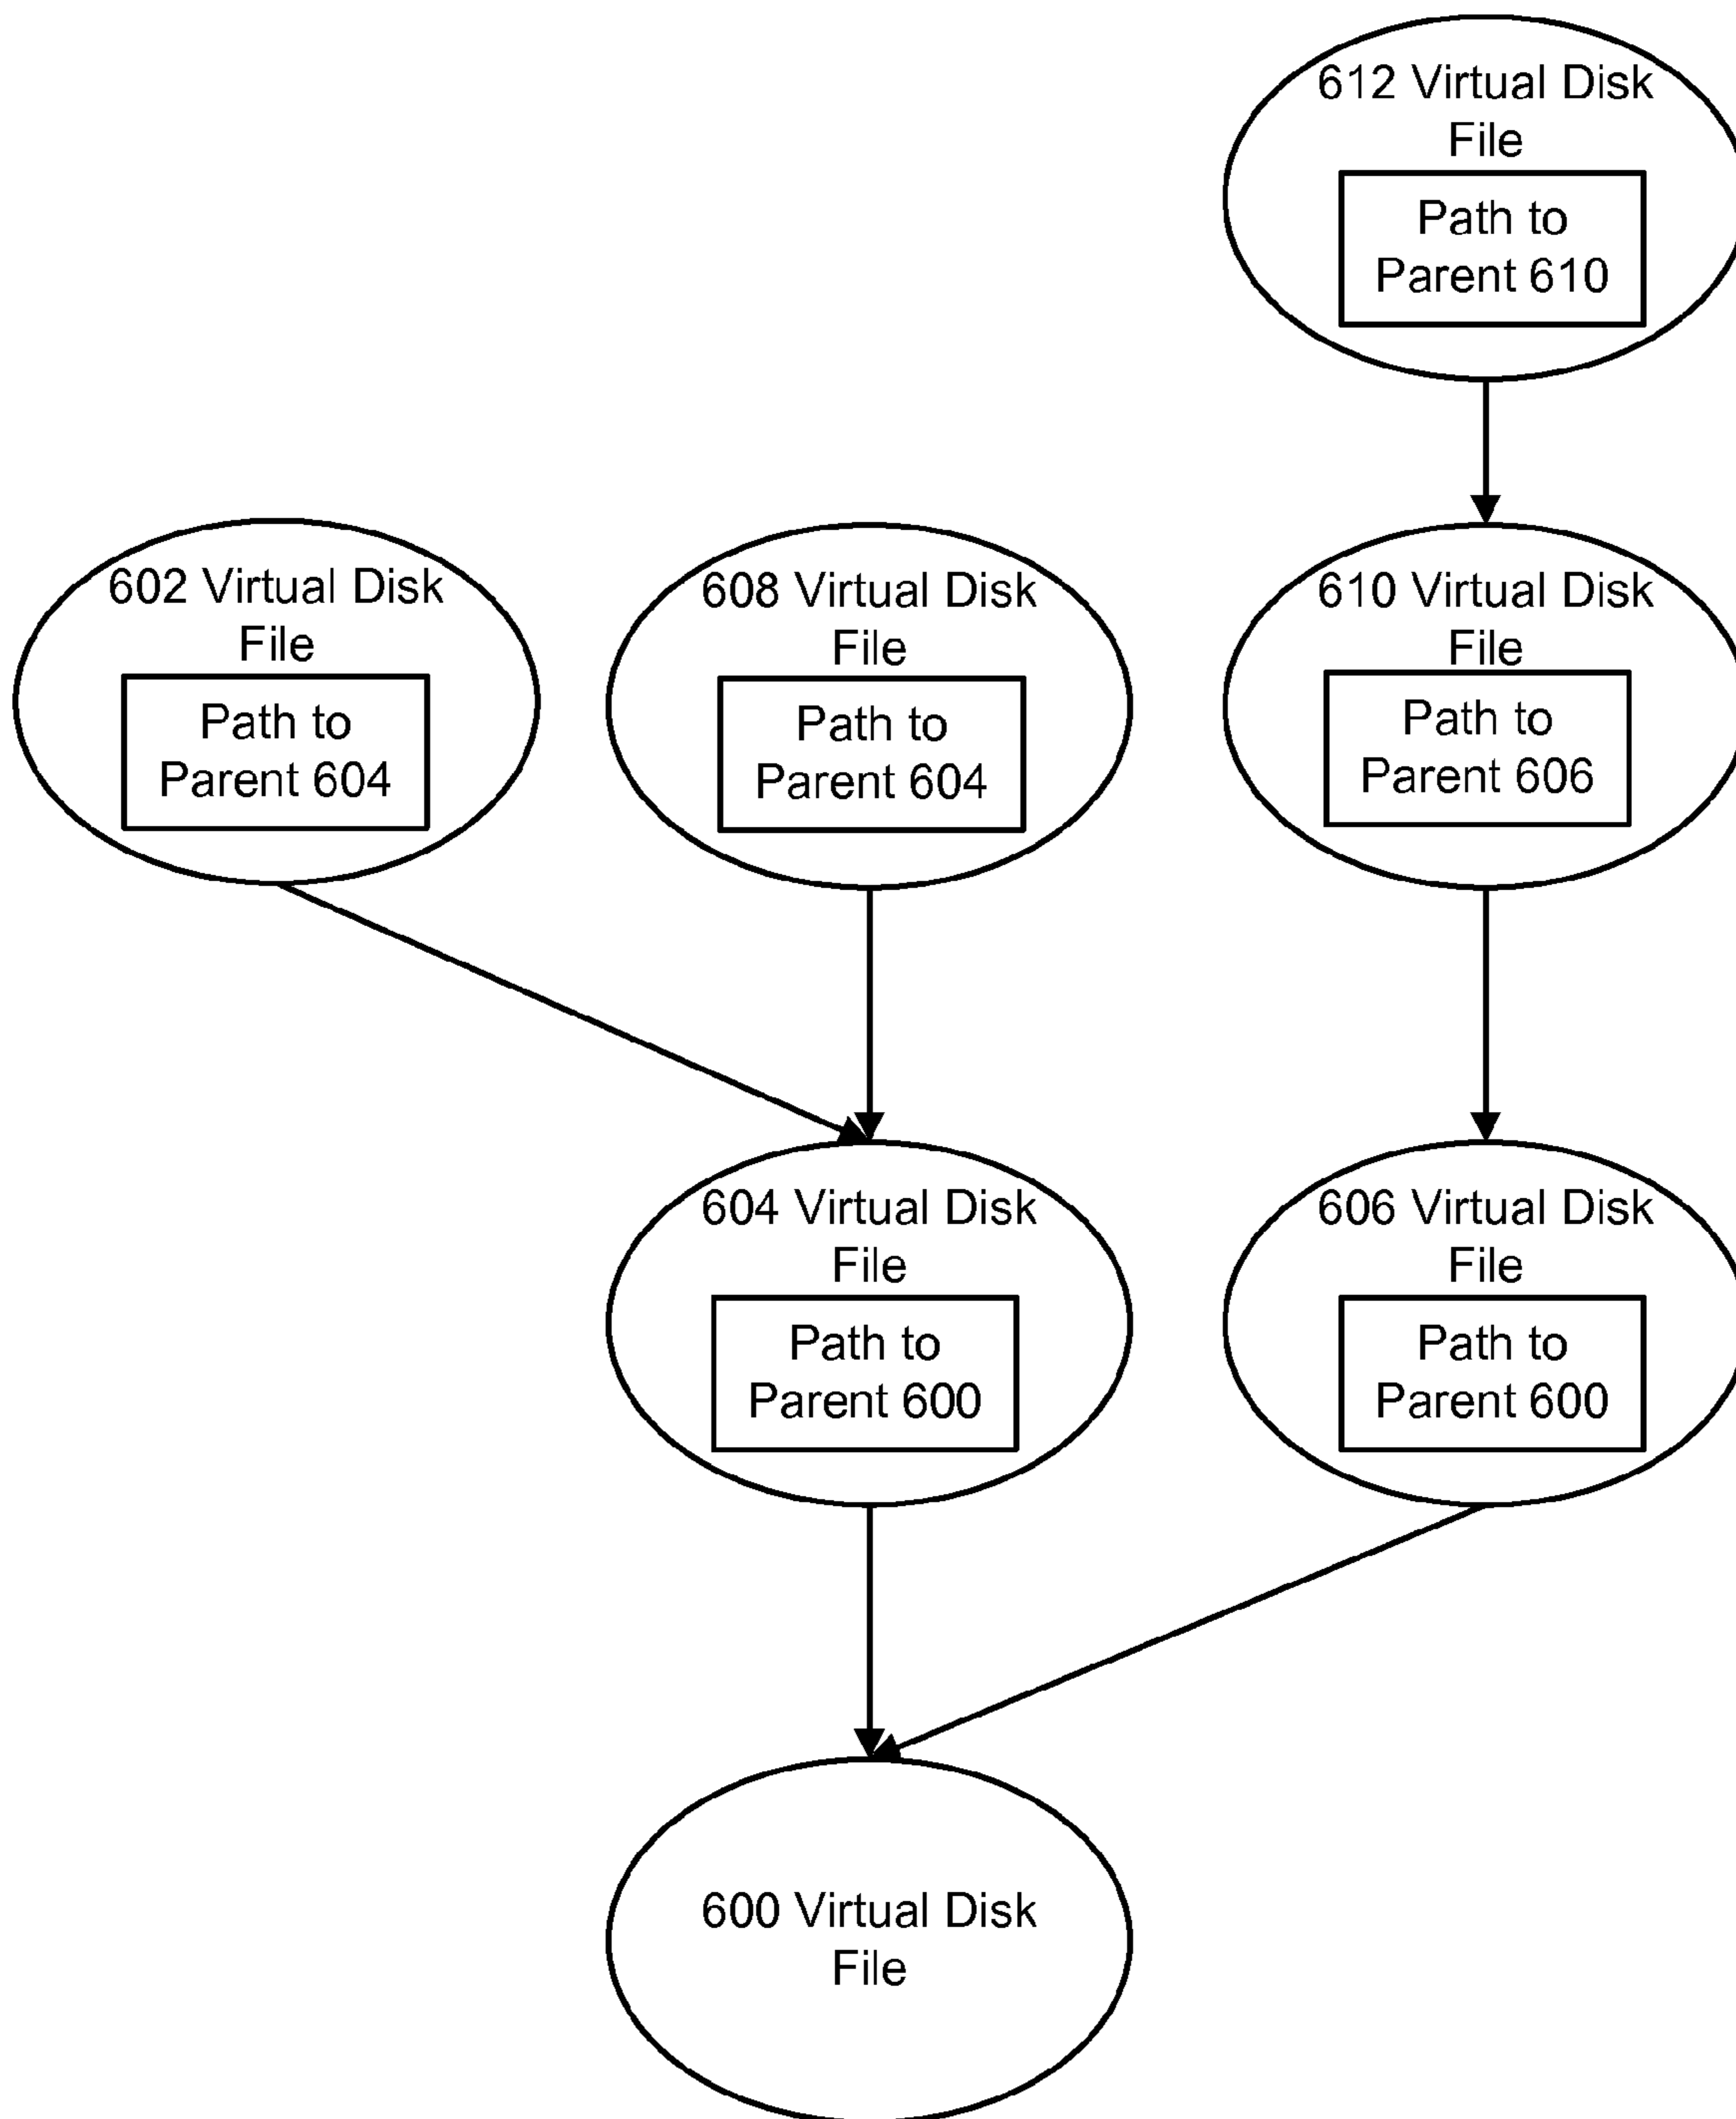 612 Virtual Disk
File
Path to
Parent 610
602 Virtual Disk
File
Path to
Parent 604
608 Virtual Disk
File
Path to
Parent 604
610 Virtual Disk
File
Path to
Parent 606
604 Virtual Disk
File
Path to
Parent 600
606 Virtual Disk
File
Path to
Parent 600
600 Virtual Disk
File